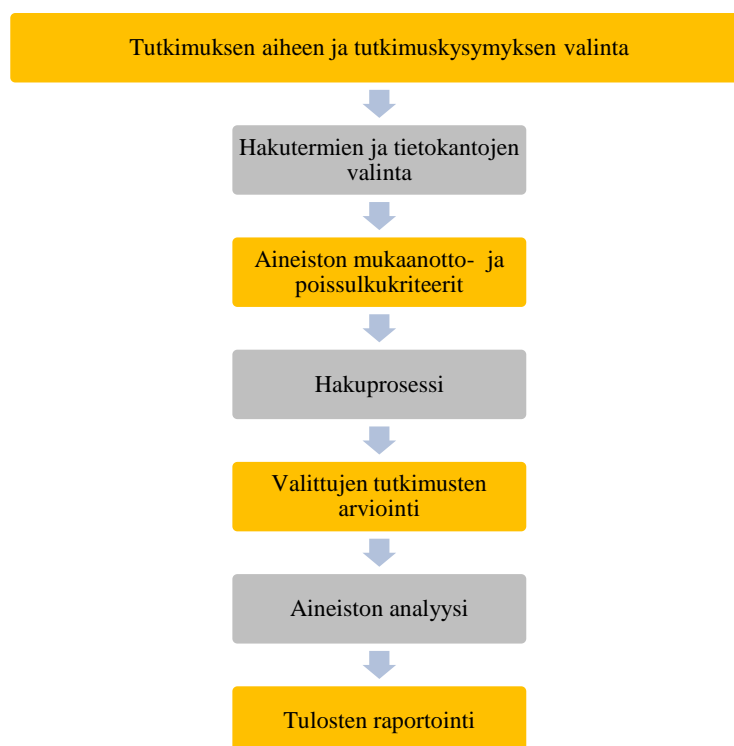 Tutkimuksen aiheen ja tutkimuskysymyksen valinta
Hakutermien ja tietokantojen
valinta
Aineiston mukaanotto- ja
poissulkukriteerit
Hakuprosessi
Valittujen tutkimusten
arviointi
Aineiston analyysi
Tulosten raportointi